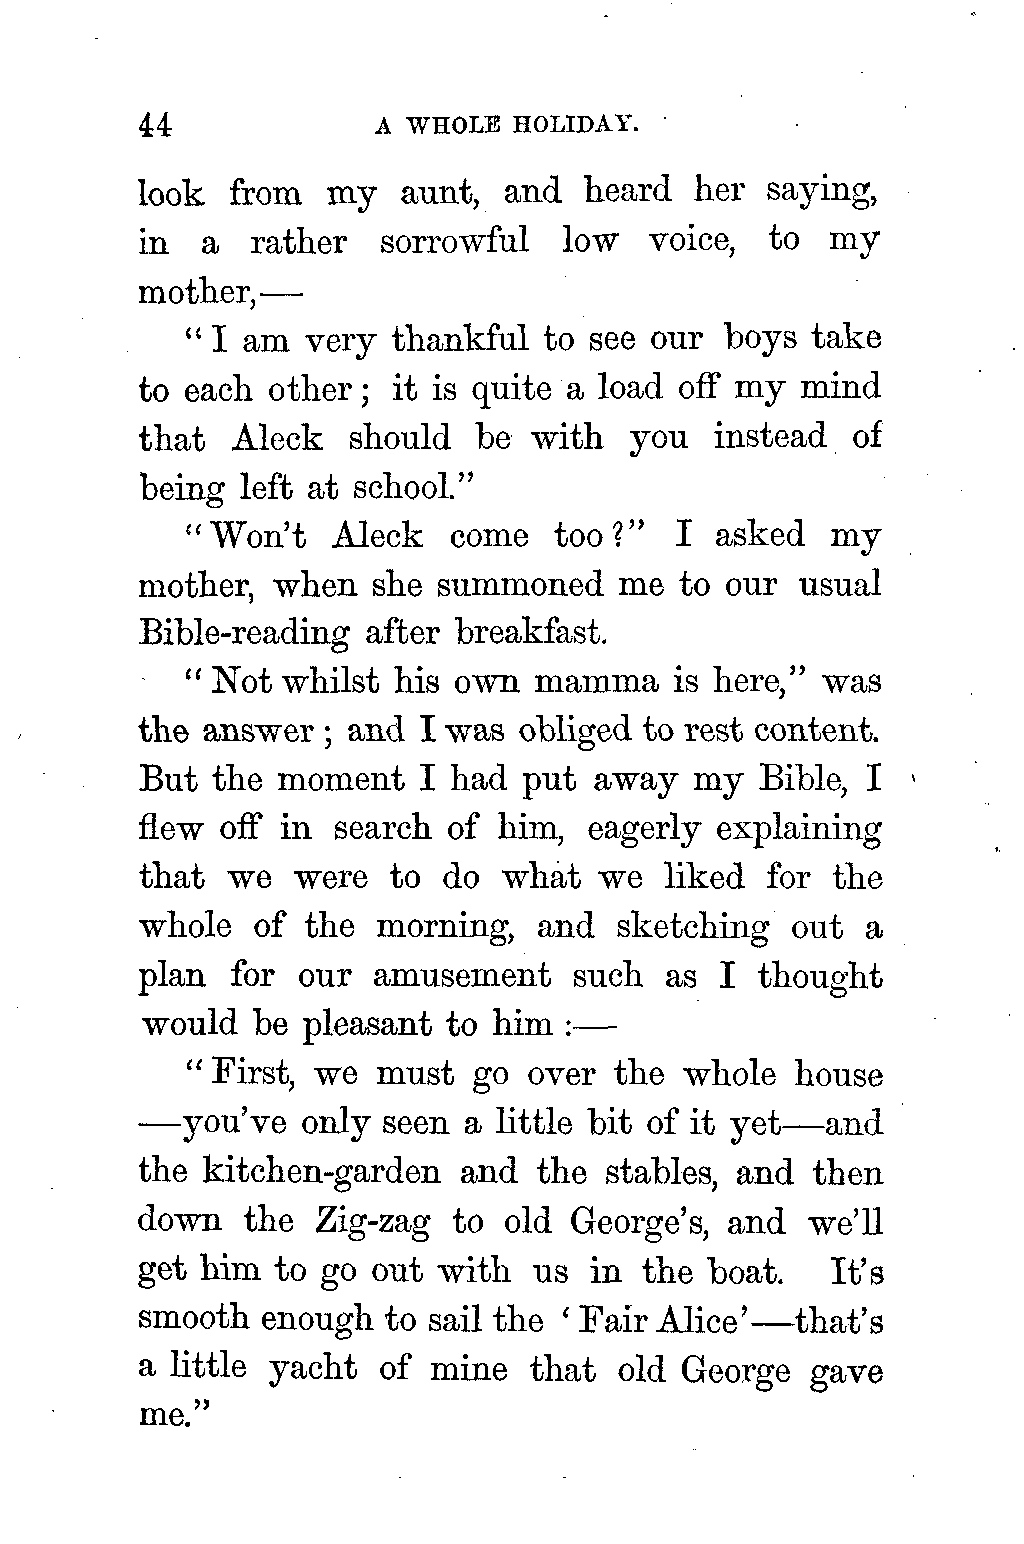 44 A WHOLE HOLIDAY.
look from my aunt, and heard her saying,
in a rather sorrowful low voice, to my
mother,—
“I am very thankful to see our boys take
to each other; it is quite a load off my mind
that Aleck should be with you instead of
being left at school.”
“Won't Aleck come too?” I asked my
mother, when she summoned me to our usual
Bible-reading after breakfast.
“Not whilst his own mamma is here,” was
the answer; and I was obliged to rest content.
But the moment I had put away my Bible, I
flew off in search of him, eagerly explaining
that we were to do what we liked for the
whole of the morning, and sketching out a
plan for our amusement such as I thought
would be pleasant to him:—
“First, we must go over the whole house
—you've only seen a little bit of it yet—and
the kitchen-garden and the stables, and then
down the Zig-zag to old George's, and we'll
get him to go out with us in the boat. It's
smooth enough to sail the ‘Fair Alice’—that's
a little yacht of mine that old George gave
me.”